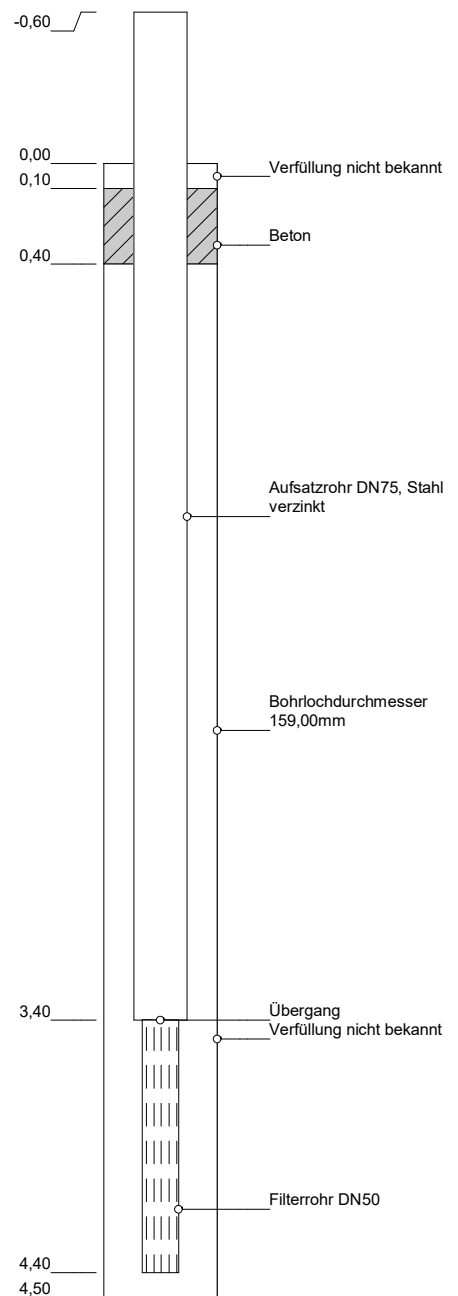 -0,60
0,00
Verfüllung nicht bekannt
0,10
Beton
0,40
Aufsatzrohr DN75, Stahl
verzinkt
Bohrlochdurchmesser
159,00mm
3,40
Übergang
Verfüllung nicht bekannt
Filterrohr DN50
4,40
4,50